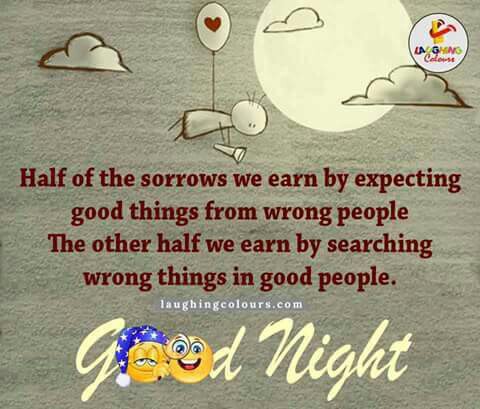 LAUGHING
Colours
Half of the sorrows we earn by expecting
good things from wrong people
The other half we earn by searching
wrong things in good people.
laughingcolours.com
Good Night